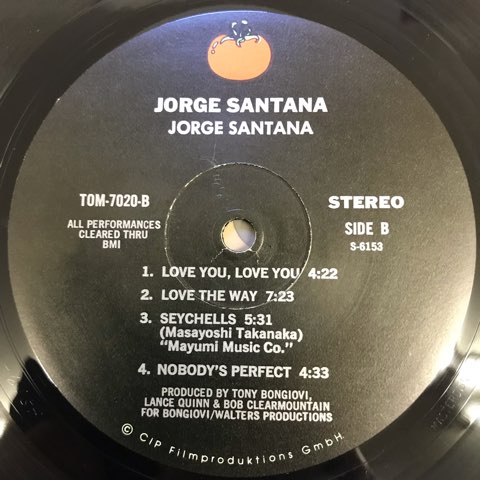 JORGE SANTANA
JORGE SANTANA
TOM-7020-B
STEREO
ALL PERFORMANCES
CLEARED THRU
BMI
SIDE B
S-6153
1. LOVE YOU, LOVE YOU 4:22
2. LOVE THE WAY 7:23
3. SEYCHELLS 5:31
(Masayoshi Takanaka)
"Mayumi Music Co."
4. NOBODY'S PERFECT 4:33
PRODUCED BY TONY BONGIOVI,
LANCE QUINN & BOB CLEARMOUNTAIN
FOR BONGIOVI/WALTERS PRODUCTIONS
© CIP Filmproduktions GmbH.